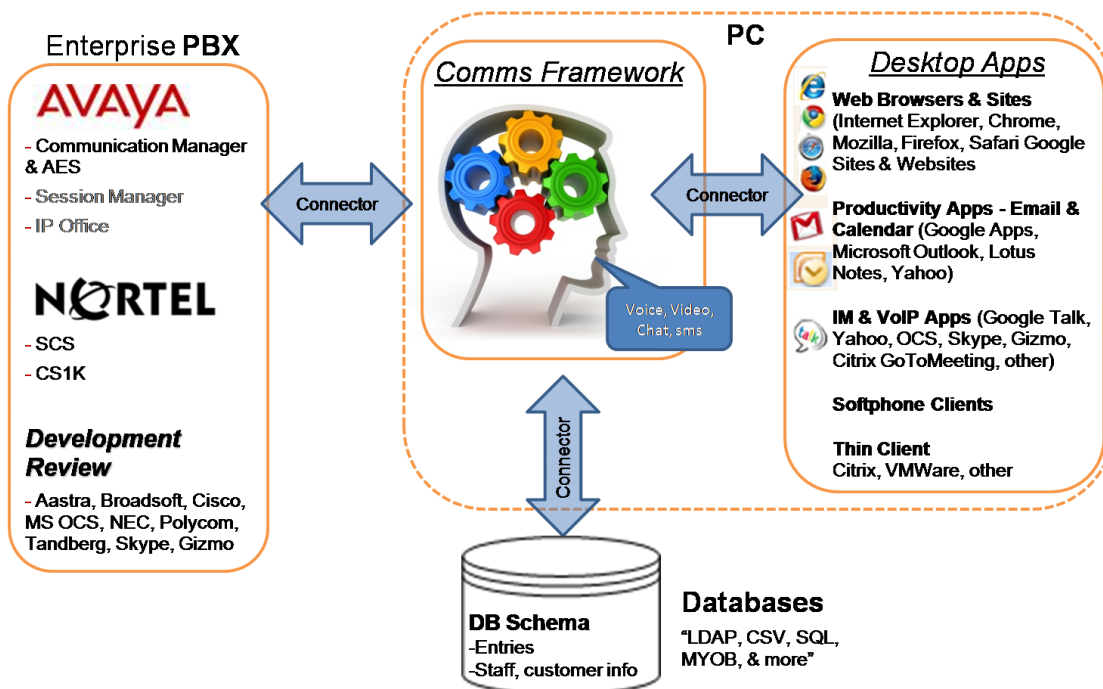 Enterprise PBX
AVAYA
- Communication Manager
& AES
- Session Manager
- IP Office
NORTEL
- SCS
- CS1K
Development
Review
- Aastra, Broadsoft, Cisco,
MS OCS, NEC, Polycom,
Tandberg, Skype, Gizmo
Connector
PC
Comms Framework
Voice, Video,
Chat, sms
Connector
Desktop Apps
Web Browsers & Sites
(Internet Explorer, Chrome,
Mozilla, Firefox, Safari Google
Sites & Websites
Productivity Apps - Email &
Calendar (Google Apps,
Microsoft Outlook, Lotus
Notes, Yahoo)
talk
IM & VoIP Apps (Google Talk,
Yahoo, OCS, Skype, Gizmo,
Citrix GoToMeeting, other)
Softphone Clients
Thin Client
Citrix, VMWare, other
Connector
DB Schema
-Entries
-Staff, customer info
Databases
“LDAP, CSV, SQL,
MYOB, & more”